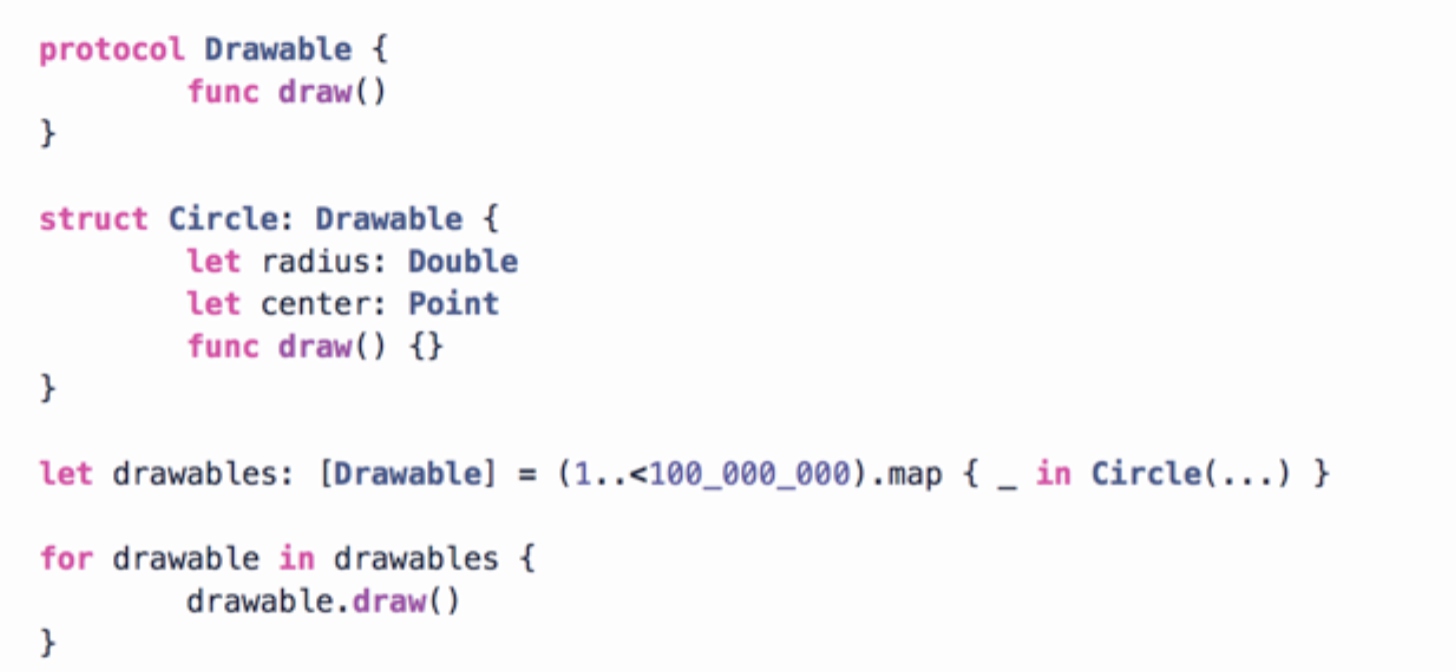 protocol Drawable {
func draw()
}
struct Circle: Drawable {
let radius: Double
let center: Point
func draw() {}
}
let drawables: [Drawable] = (1..<100_000_000).map { _ in Circle(...) }
for drawable in drawables {
drawable.draw()
}